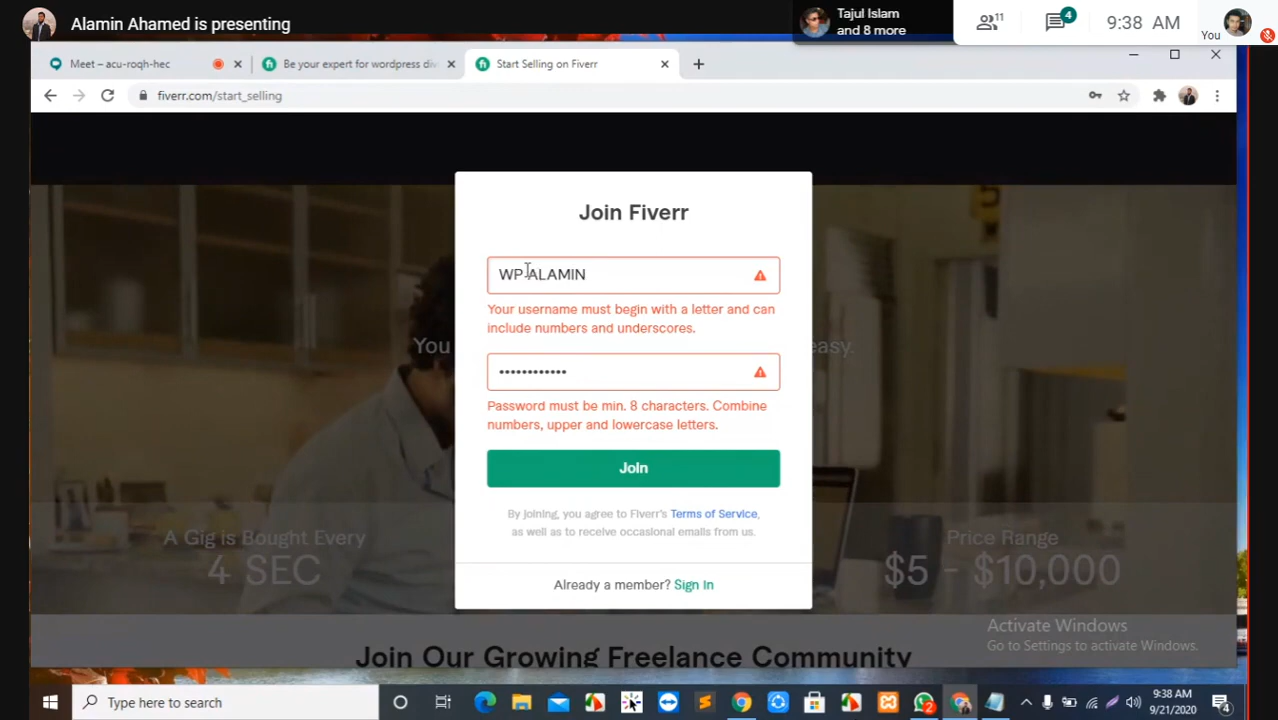 Alamin Ahamed is presenting
Tajul Islam
and 8 more
11
4
9:38 AM
You
Meet – acu-roqh-hec
Be your expert for wordpress div
Start Selling on Fiverr
fiverr.com/start_selling
Join Fiverr
WP ALAMIN
Your username must begin with a letter and can
include numbers and underscores.
Password must be min. 8 characters. Combine
numbers, upper and lowercase letters.
You
easy.
Join
By joining, you agree to Fiverr's Terms of Service,
as well as to receive occasional emails from us.
Already a member? Sign In
A Gig is Bought Every
4 SEC
Price Range
$5 - $10,000
Activate Windows
Go to Settings to activate Windows.
Join Our Growing Freelance Community
Type here to search
2
9:38 AM
9/21/2020
4